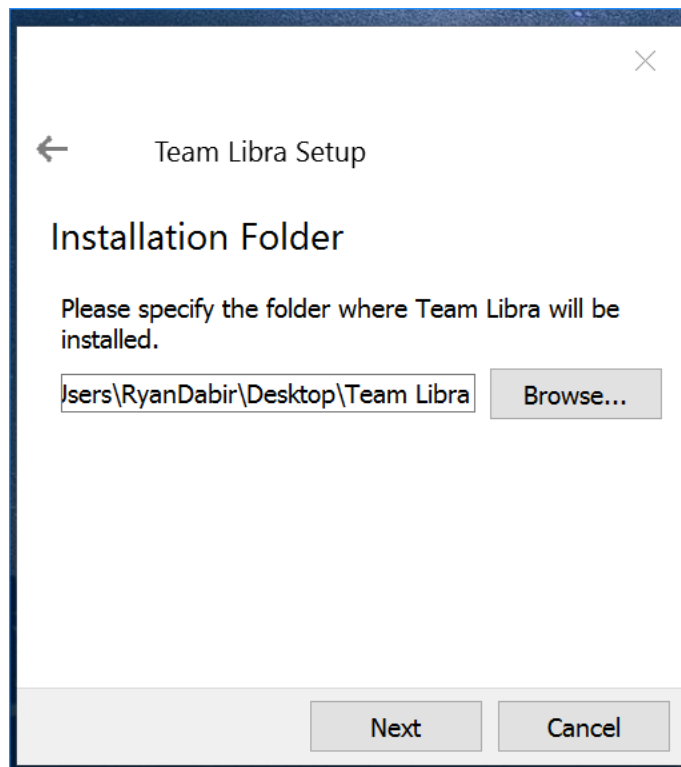 Team Libra Setup
Installation Folder
Please specify the folder where Team Libra will be
installed.
Jsers\RyanDabir\Desktop\Team Libra
Browse...
Next
Cancel